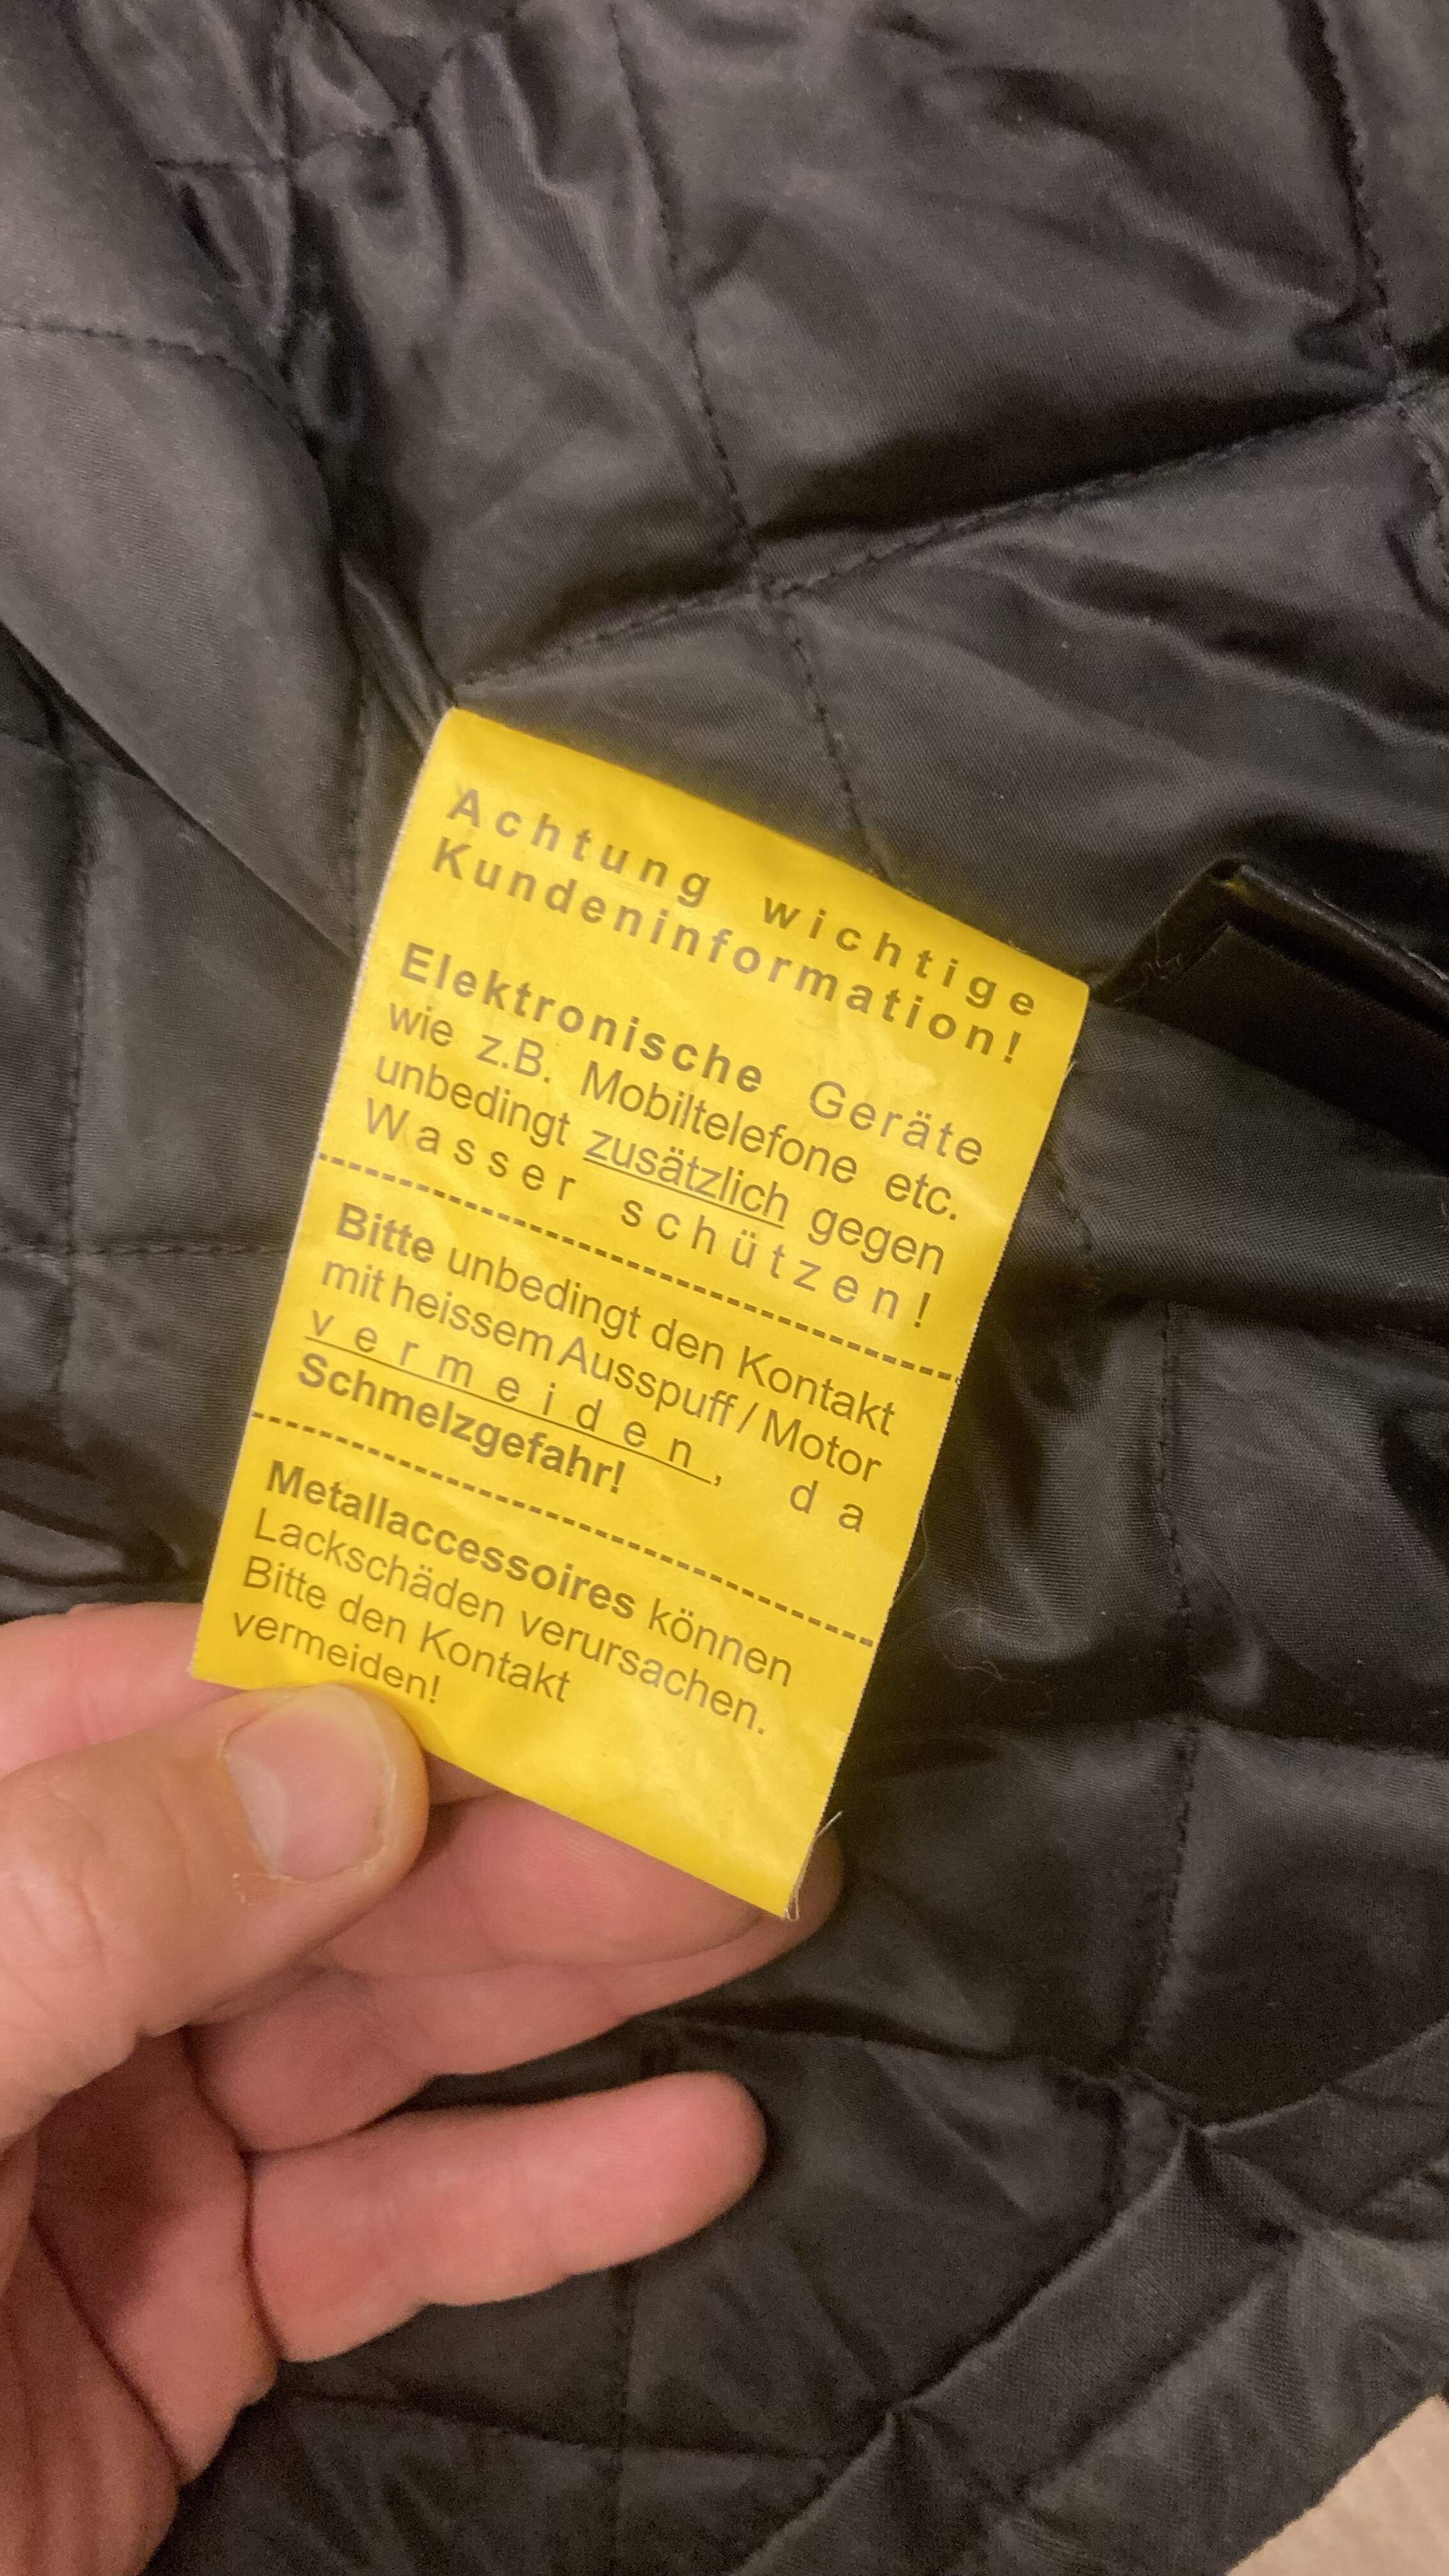 Achtung wichtige
Kundeninformation!
Elektronische Geräte
wie z.B. Mobiltelefone etc.
unbedingt zusätzlich gegen
Wasser schützen!
Bitte unbedingt den Kontakt
mit heissem Ausspuff / Motor
vermeiden, da
Schmelzgefahr!
Metallaccessoires können
Lackschäden verursachen.
Bitte den Kontakt
vermeiden!